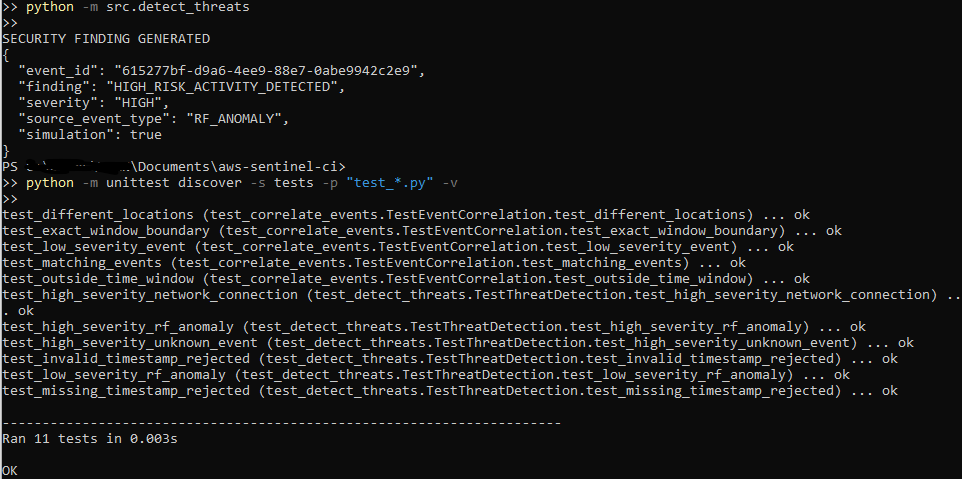 >> python -m src.detect_threats
>>
SECURITY FINDING GENERATED
{
  "event_id": "615277bf-d9a6-4ee9-88e7-0abe9942c2e9",
  "finding": "HIGH_RISK_ACTIVITY_DETECTED",
  "severity": "HIGH",
  "source_event_type": "RF_ANOMALY",
  "simulation": true
}
PS \Documents\aws-sentinel-ci>
>> python -m unittest discover -s tests -p "test_*.py" -v
>>
test_different_locations (test_correlate_events.TestEventCorrelation.test_different_locations) ... ok
test_exact_window_boundary (test_correlate_events.TestEventCorrelation.test_exact_window_boundary) ... ok
test_low_severity_event (test_correlate_events.TestEventCorrelation.test_low_severity_event) ... ok
test_matching_events (test_correlate_events.TestEventCorrelation.test_matching_events) ... ok
test_outside_time_window (test_correlate_events.TestEventCorrelation.test_outside_time_window) ... ok
test_high_severity_network_connection (test_detect_threats.TestThreatDetection.test_high_severity_network_connection) ..
. ok
test_high_severity_rf_anomaly (test_detect_threats.TestThreatDetection.test_high_severity_rf_anomaly) ... ok
test_high_severity_unknown_event (test_detect_threats.TestThreatDetection.test_high_severity_unknown_event) ... ok
test_invalid_timestamp_rejected (test_detect_threats.TestThreatDetection.test_invalid_timestamp_rejected) ... ok
test_low_severity_rf_anomaly (test_detect_threats.TestThreatDetection.test_low_severity_rf_anomaly) ... ok
test_missing_timestamp_rejected (test_detect_threats.TestThreatDetection.test_missing_timestamp_rejected) ... ok

----------------------------------------------------------------------
Ran 11 tests in 0.003s

OK